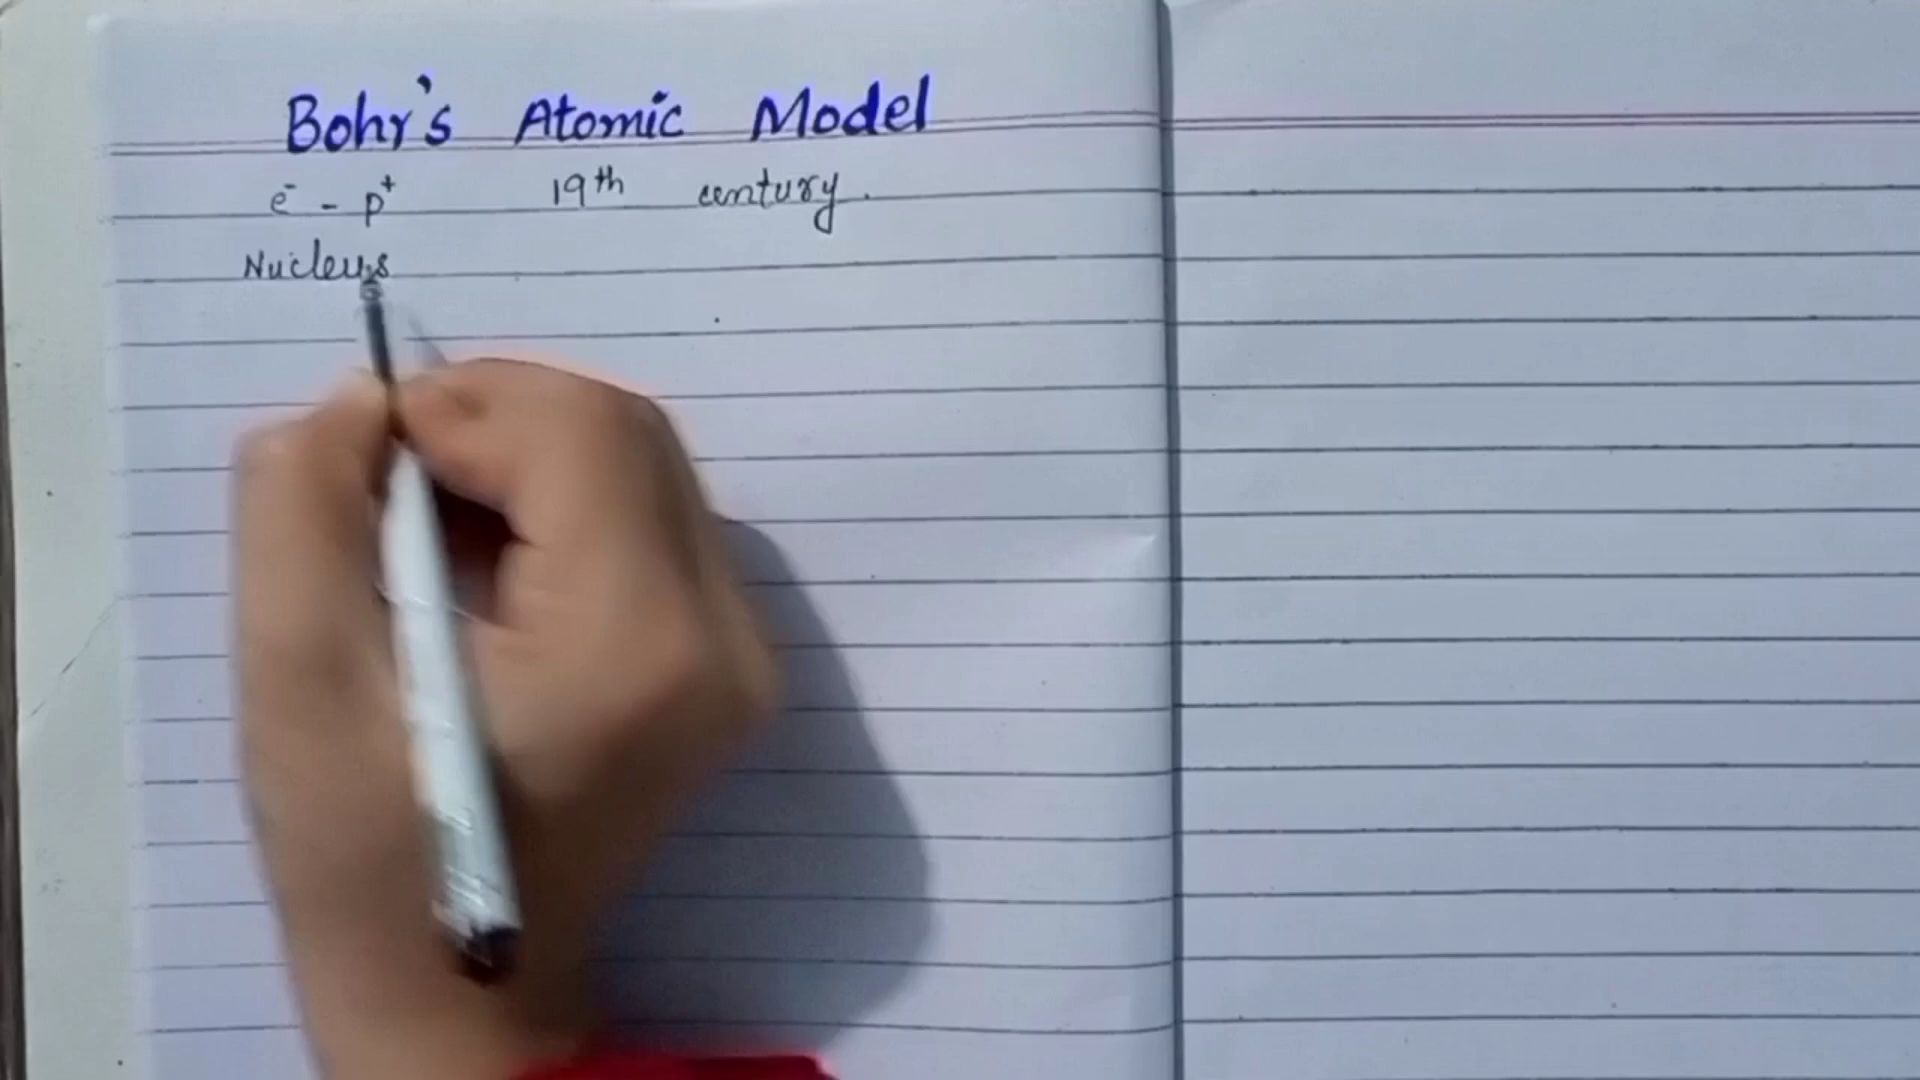 Bohr's Atomic Model
e⁻ - p⁺ 19th century.
Nucleus